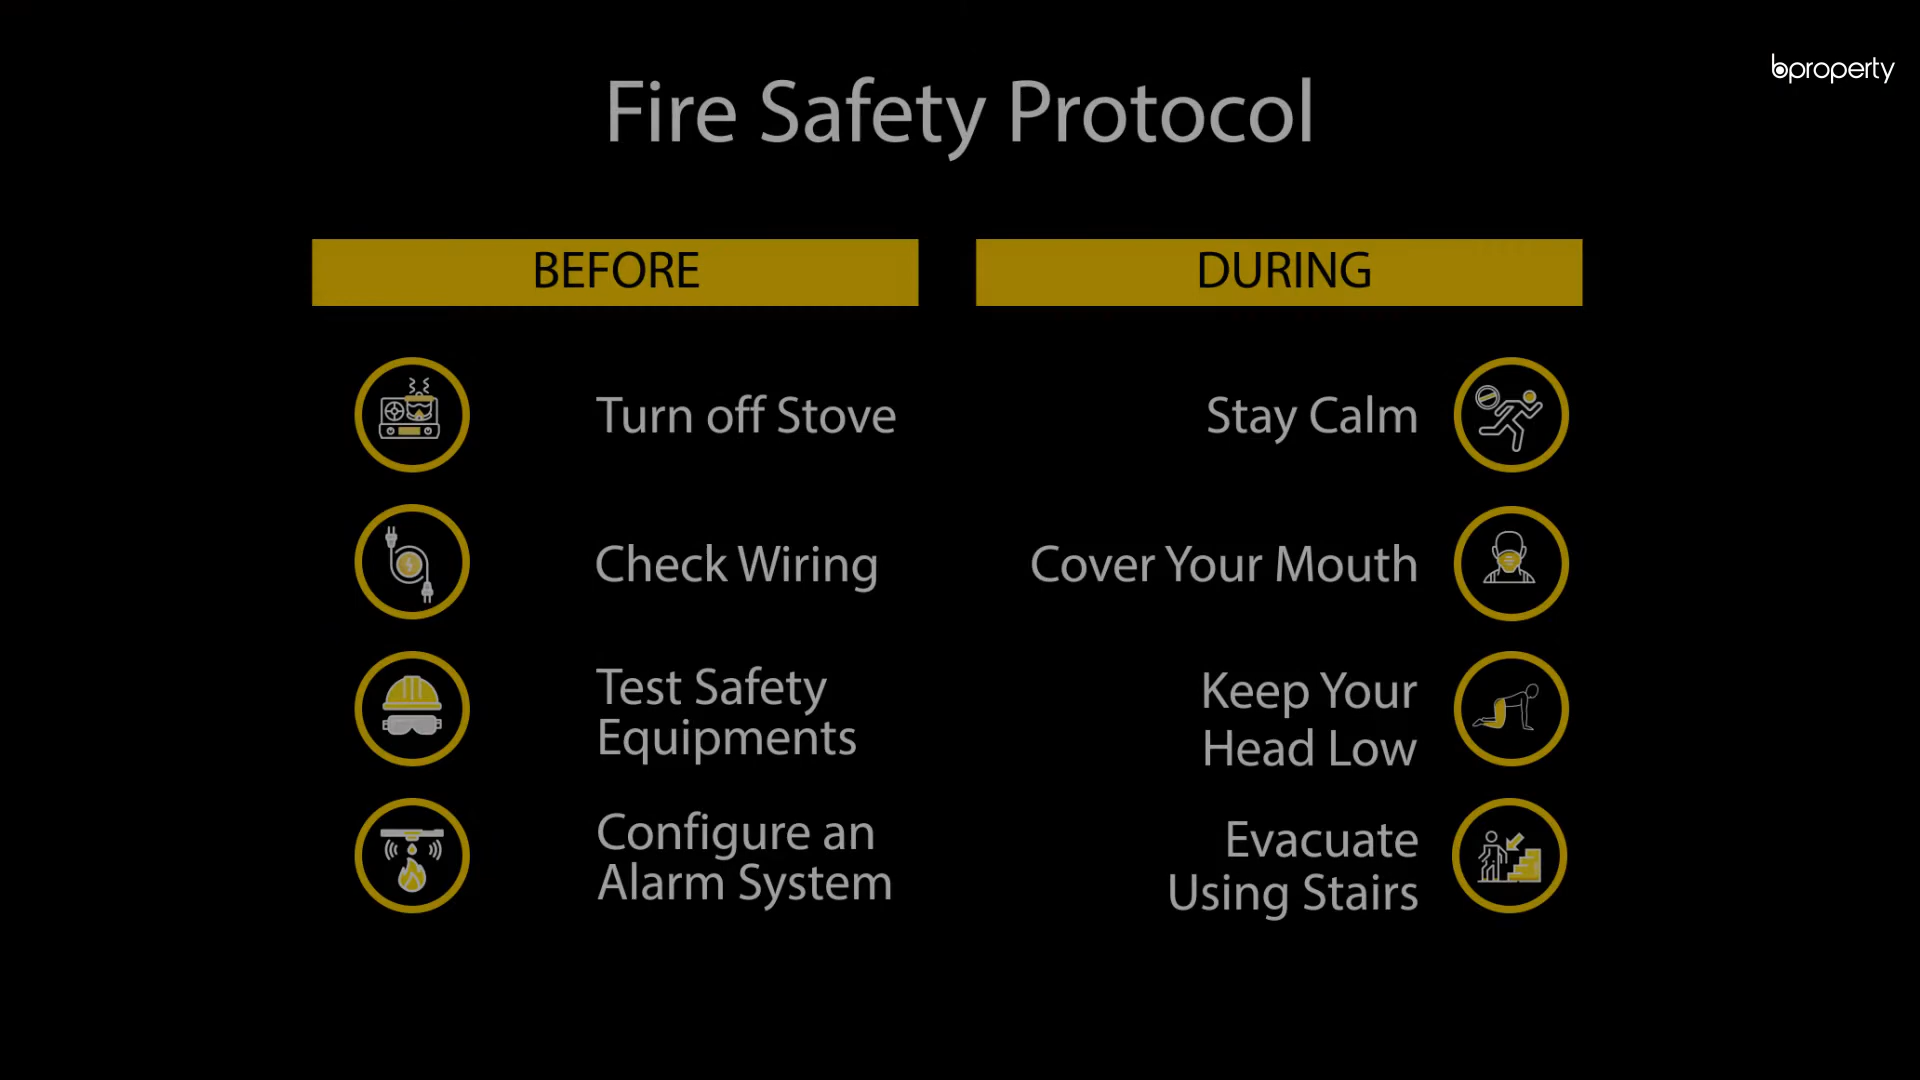 bproperty
Fire Safety Protocol
BEFORE
Turn off Stove
Check Wiring
Test Safety
Equipments
Configure an
Alarm System
DURING
Stay Calm
Cover Your Mouth
Keep Your
Head Low
Evacuate
Using Stairs